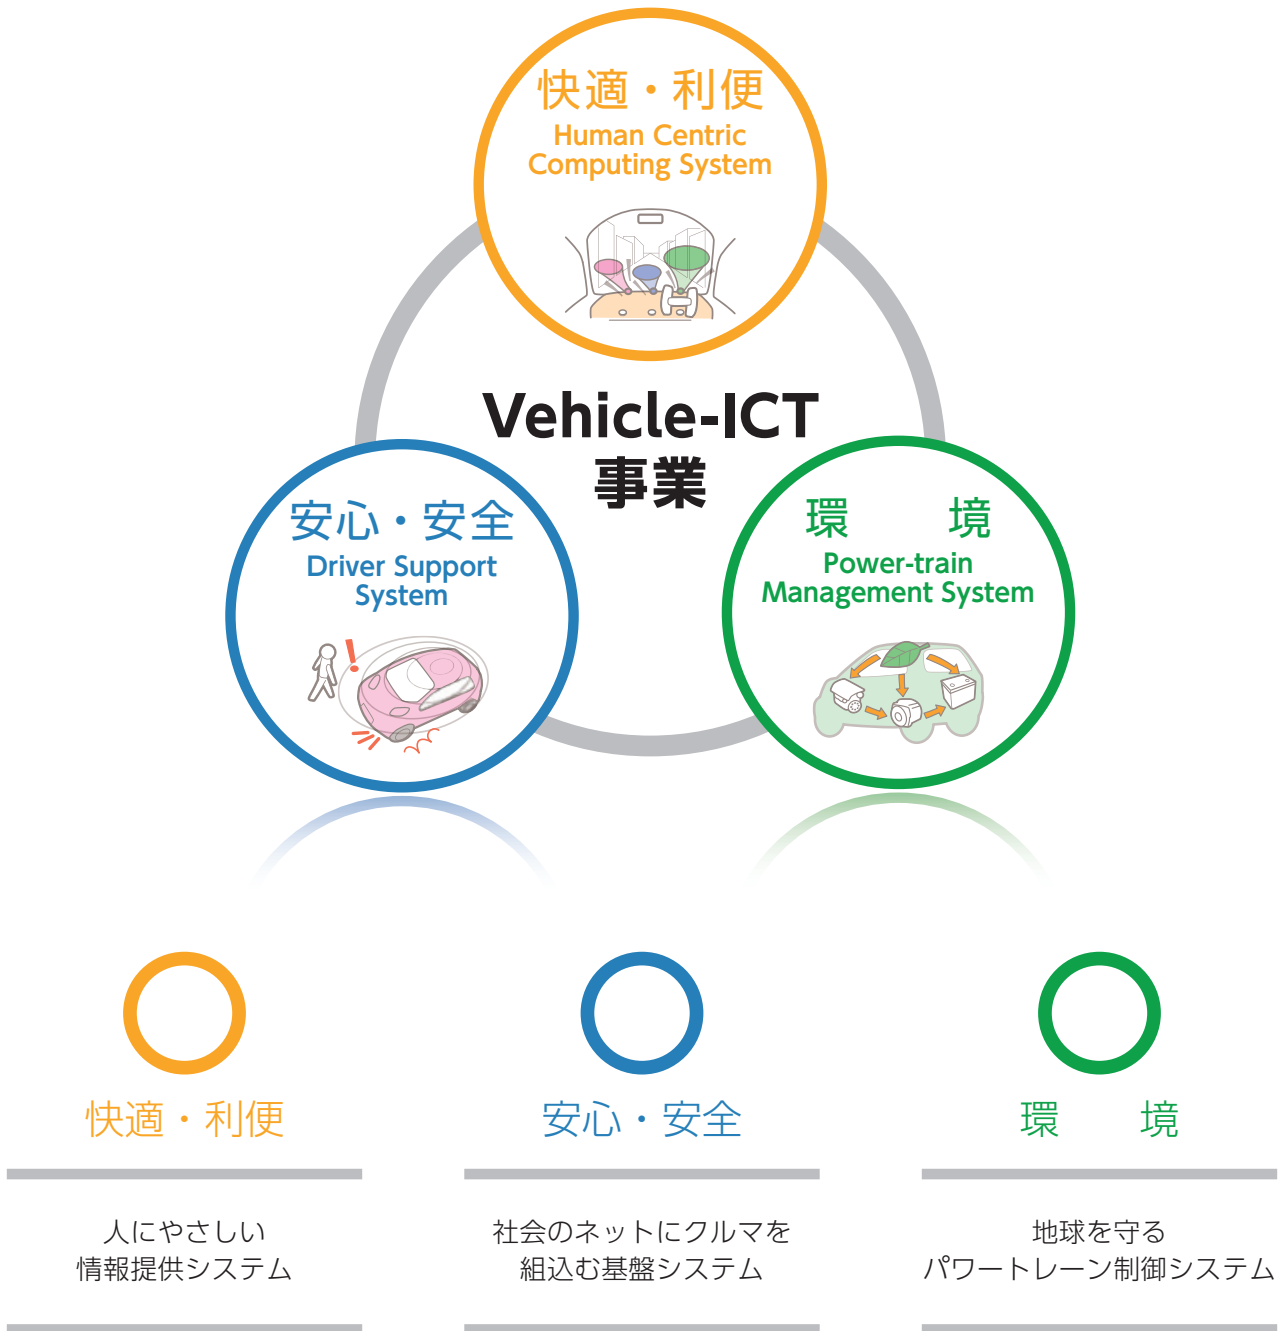 快適・利便
Human Centric
Computing System
Vehicle-ICT
事業
安心・安全
Driver Support
System
環　境
Power-train
Management System
快適・利便
人にやさしい
情報提供システム
安心・安全
社会のネットにクルマを
組込む基盤システム
環　境
地球を守る
パワートレーン制御システム